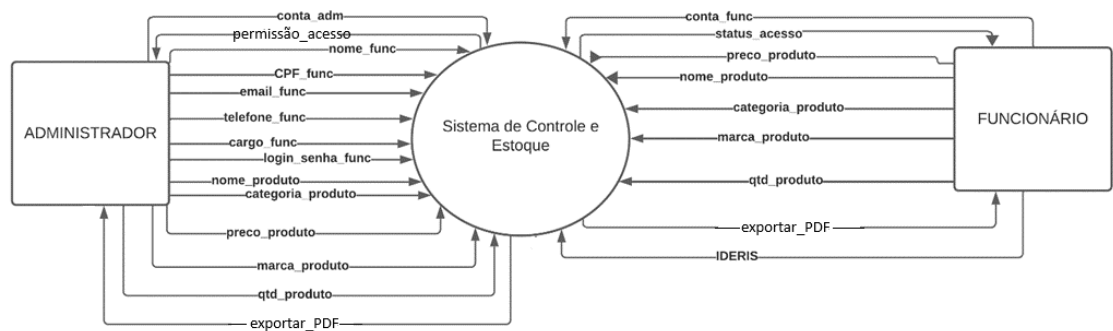 conta_adm
permissão_acesso
nome_func
CPF_func
email_func
telefone_func
cargo_func
login_senha_func
nome_produto
categoria_produto
preco_produto
marca_produto
qtd_produto
exportar_PDF
ADMINISTRADOR
Sistema de Controle e
Estoque
conta_func
status_acesso
preco_produto
nome_produto
categoria_produto
marca_produto
qtd_produto
exportar_PDF
IDERIS
FUNCIONÁRIO